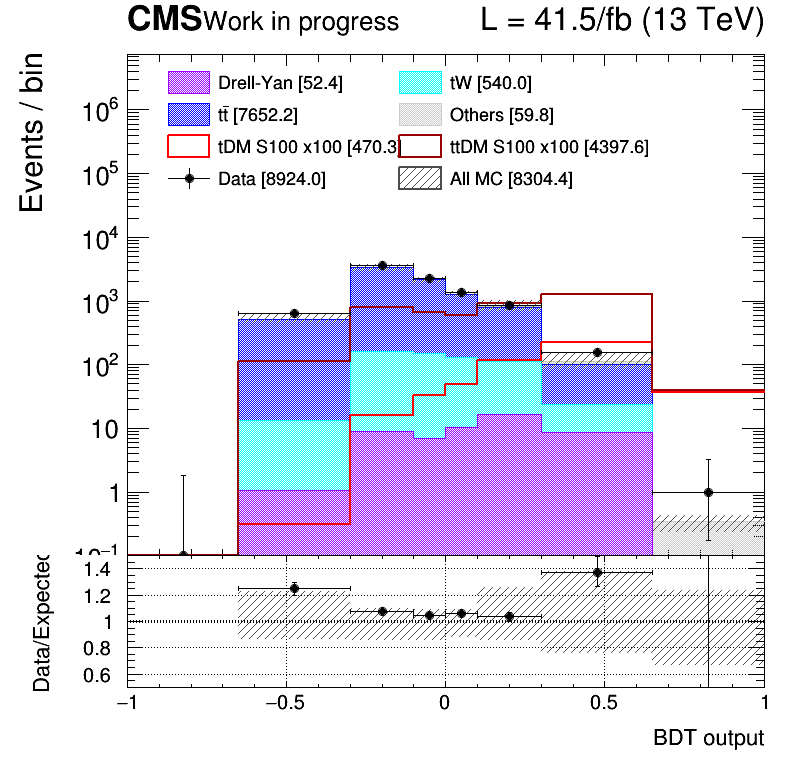 CMS Work in progress L = 41.5/fb (13 TeV)
Events / bin
Drell-Yan [52.4] tW [540.0]
tt̄ [7652.2] Others [59.8]
tDM S100 x100 [470.3] ttDM S100 x100 [4397.6]
Data [8924.0] All MC [8304.4]
10⁶
10⁵
10⁴
10³
10²
10
1
10⁻¹
Data/Expected
1.4
1.2
1
0.8
0.6
−1 −0.5 0 0.5 1
BDT output